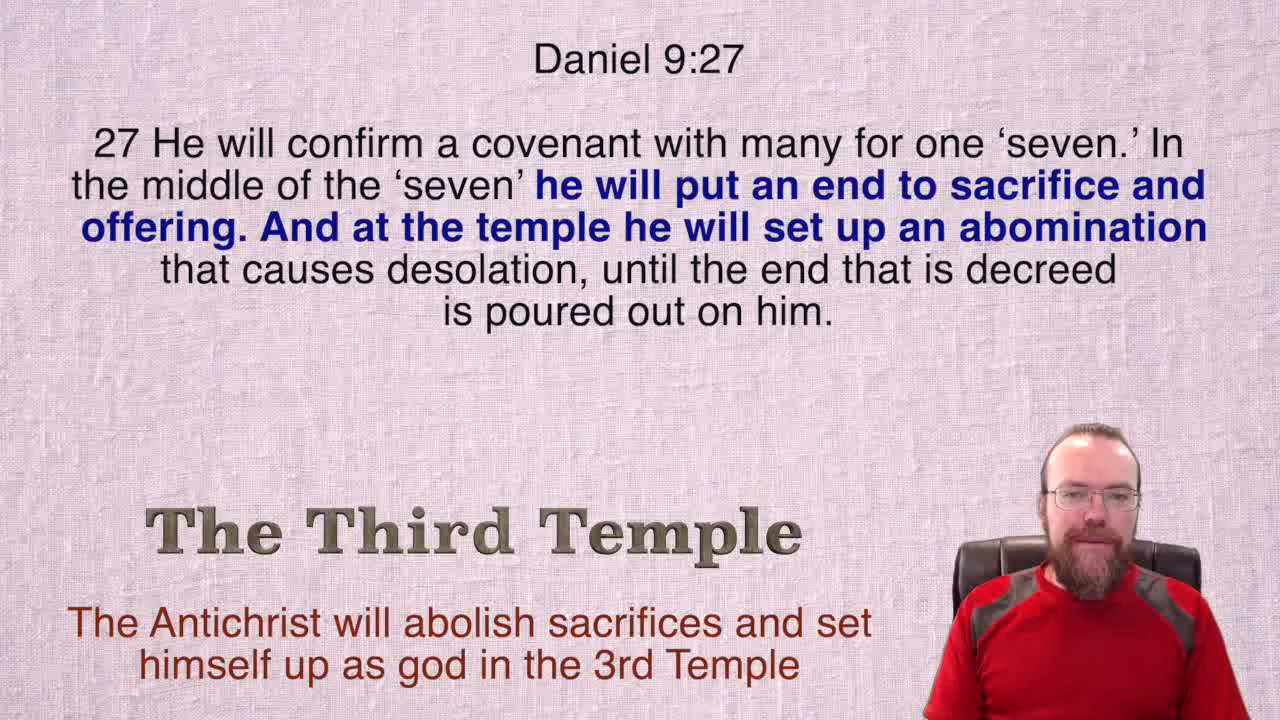 Daniel 9:27
27 He will confirm a covenant with many for one ‘seven.’ In
the middle of the ‘seven’ he will put an end to sacrifice and
offering. And at the temple he will set up an abomination
that causes desolation, until the end that is decreed
is poured out on him.
The Third Temple
The Antichrist will abolish sacrifices and set
himself up as god in the 3rd Temple